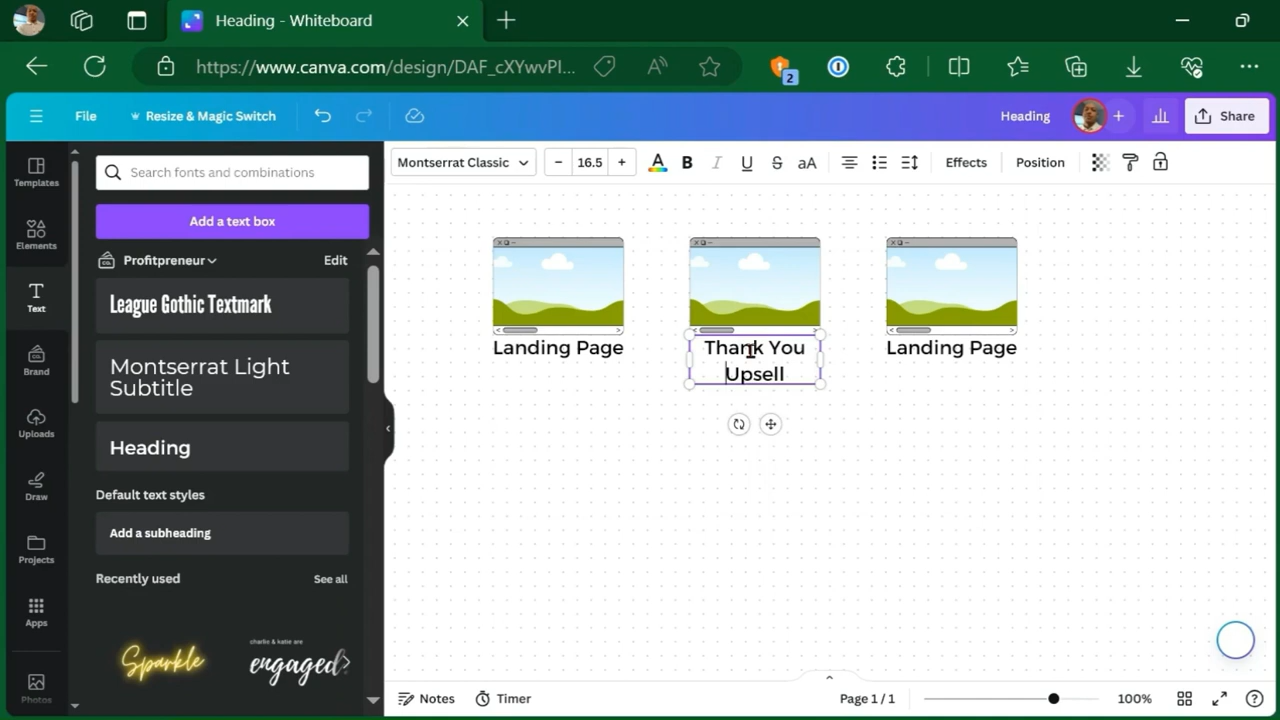 Heading - Whiteboard
https://www.canva.com/design/DAF_cXYwvPI...
2
File
Resize & Magic Switch
Heading
Share
Templates
Elements
Text
Brand
Uploads
Draw
Projects
Apps
Photos
Search fonts and combinations
Add a text box
Profitpreneur
Edit
League Gothic Textmark
Montserrat Light
Subtitle
Heading
Default text styles
Add a subheading
Recently used
See all
Sparkle
charlie & katie are
engaged!
Montserrat Classic
16.5
A
B
I
U
S
aA
Effects
Position
Landing Page
Thank You
Upsell
Landing Page
Notes
Timer
Page 1 / 1
100%